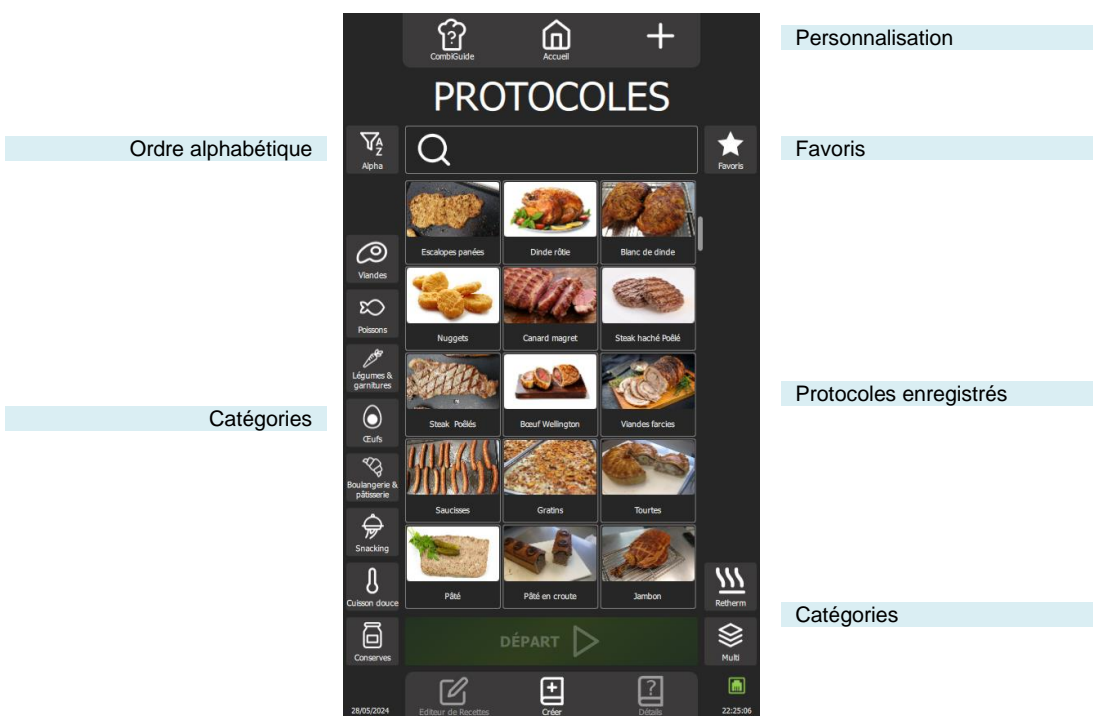 CombiGuide
Accueil
Personnalisation
PROTOCOLES
Ordre alphabétique
Alpha
Favoris
Favoris
Escalopes panées
Dinde rôtie
Blanc de dinde
Viandes
Poissons
Nuggets
Canard magret
Steak haché Poêlé
Légumes &
garnitures
Protocoles enregistrés
Catégories
Steak Poêlés
Bœuf Wellington
Viandes farcies
Œufs
Boulangerie &
pâtisserie
Saucisses
Gratins
Tourtes
Snacking
Cuisson douce
Pâté
Pâté en croute
Jambon
Retherm
Catégories
Conserves
DÉPART
Multi
28/05/2024
Editeur de Recettes
Créer
Détails
22:25:06